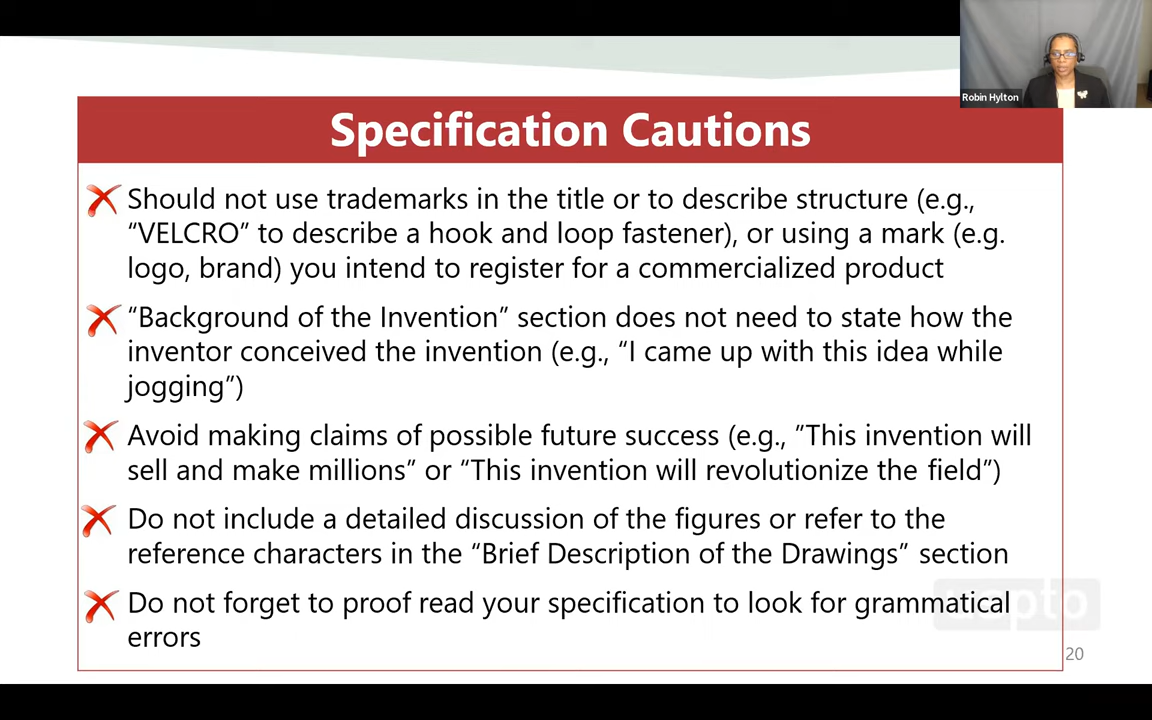 Robin Hylton
Specification Cautions
Should not use trademarks in the title or to describe structure (e.g.,
“VELCRO” to describe a hook and loop fastener), or using a mark (e.g.
logo, brand) you intend to register for a commercialized product
“Background of the Invention” section does not need to state how the
inventor conceived the invention (e.g., “I came up with this idea while
jogging”)
Avoid making claims of possible future success (e.g., ”This invention will
sell and make millions” or “This invention will revolutionize the field”)
Do not include a detailed discussion of the figures or refer to the
reference characters in the “Brief Description of the Drawings” section
Do not forget to proof read your specification to look for grammatical
errors
uspto
20